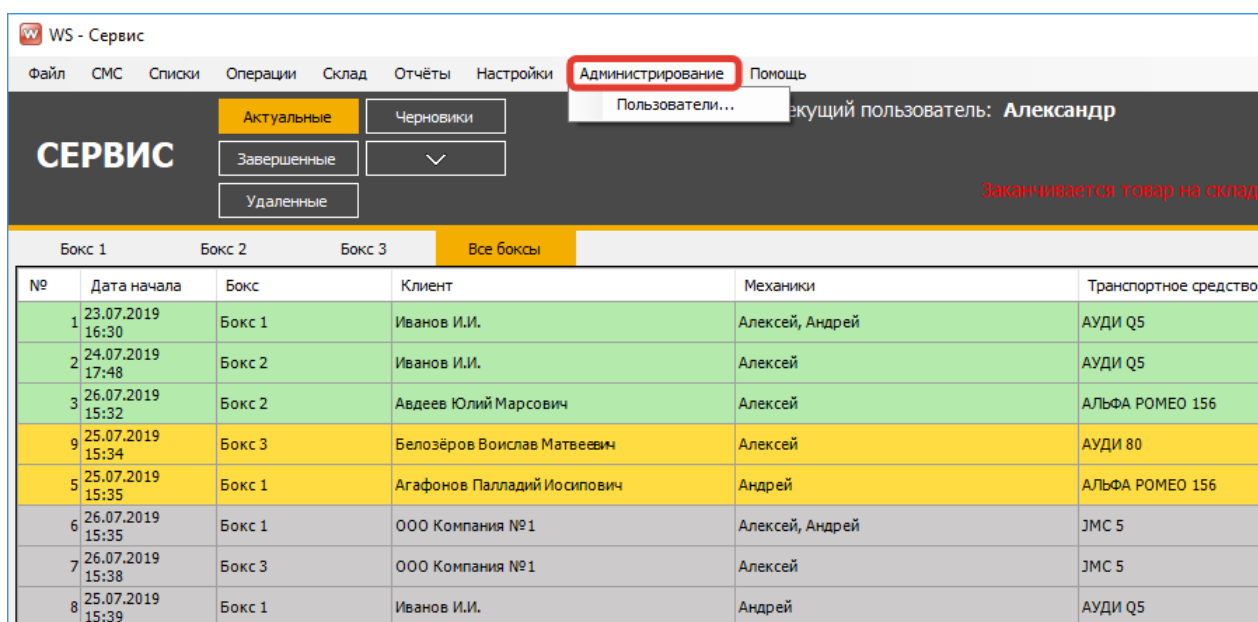 WS - Сервис
Файл СМС Списки Операции Склад Отчёты Настройки Администрирование Помощь
Пользователи...
екущий пользователь: Александр
Актуальные Черновики
СЕРВИС
Завершенные
Удаленные
Заканчивается товар на склад
Бокс 1 Бокс 2 Бокс 3 Все боксы
№ Дата начала Бокс Клиент Механики Транспортное средство
1 23.07.2019 16:30 Бокс 1 Иванов И.И. Алексей, Андрей АУДИ Q5
2 24.07.2019 17:48 Бокс 2 Иванов И.И. Алексей АУДИ Q5
3 26.07.2019 15:32 Бокс 2 Авдеев Юлий Марсович Алексей АЛЬФА РОМЕО 156
9 25.07.2019 15:34 Бокс 3 Белозёров Воислав Матвеевич Алексей АУДИ 80
5 25.07.2019 15:35 Бокс 1 Агафонов Палладий Иосипович Андрей АЛЬФА РОМЕО 156
6 26.07.2019 15:35 Бокс 1 ООО Компания №1 Алексей, Андрей JMC 5
7 26.07.2019 15:38 Бокс 3 ООО Компания №1 Алексей JMC 5
8 25.07.2019 15:39 Бокс 1 Иванов И.И. Андрей АУДИ Q5